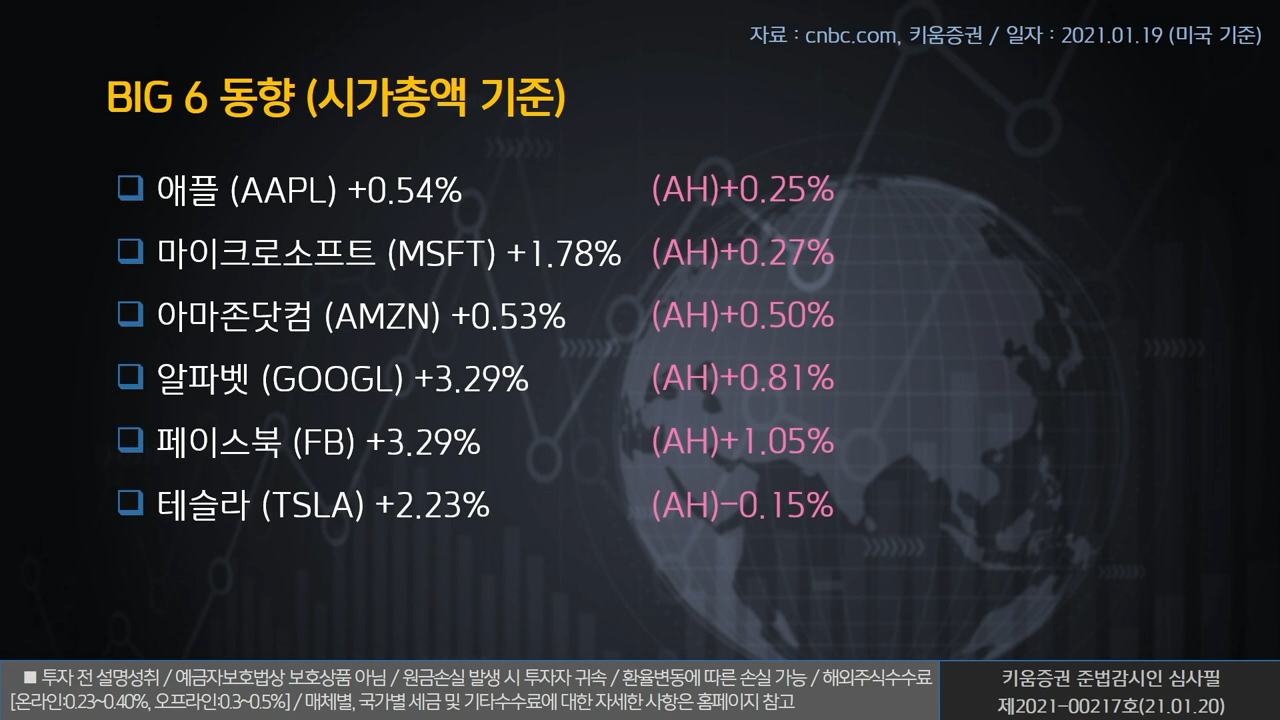 자료 : cnbc.com, 키움증권 / 일자 : 2021.01.19 (미국 기준)
BIG 6 동향 (시가총액 기준)
❑ 애플 (AAPL) +0.54% (AH)+0.25%
❑ 마이크로소프트 (MSFT) +1.78% (AH)+0.27%
❑ 아마존닷컴 (AMZN) +0.53% (AH)+0.50%
❑ 알파벳 (GOOGL) +3.29% (AH)+0.81%
❑ 페이스북 (FB) +3.29% (AH)+1.05%
❑ 테슬라 (TSLA) +2.23% (AH)-0.15%
■ 투자 전 설명성취 / 예금자보호법상 보호상품 아님 / 원금손실 발생 시 투자자 귀속 / 환율변동에 따른 손실 가능 / 해외주식수수료
[온라인:0.23~0.40%, 오프라인:0.3~0.5%] / 매체별, 국가별 세금 및 기타수수료에 대한 자세한 사항은 홈페이지 참고
키움증권 준법감시인 심사필
제2021-00217호(21.01.20)